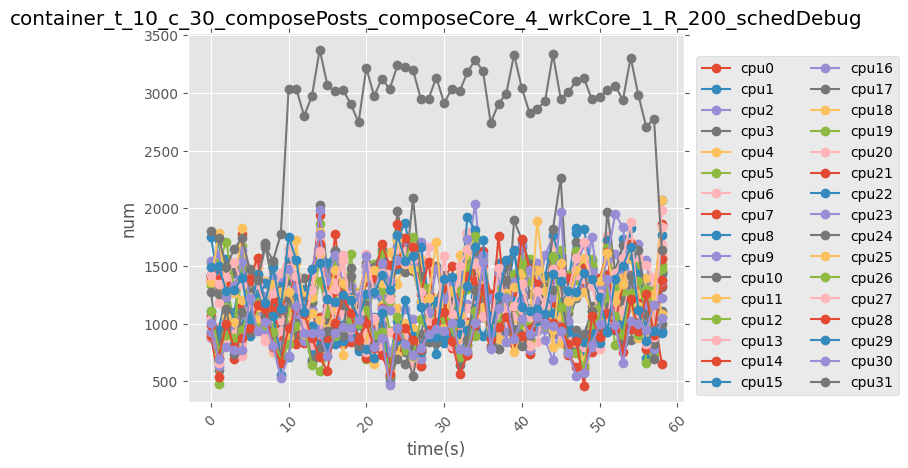 container_t_10_c_30_composePosts_composeCore_4_wrkCore_1_R_200_schedDebug
3500
3000
2500
2000
1500
1000
500
num
0
10
20
30
40
50
60
time(s)
cpu0 cpu16
cpu1 cpu17
cpu2 cpu18
cpu3 cpu19
cpu4 cpu20
cpu5 cpu21
cpu6 cpu22
cpu7 cpu23
cpu8 cpu24
cpu9 cpu25
cpu10 cpu26
cpu11 cpu27
cpu12 cpu28
cpu13 cpu29
cpu14 cpu30
cpu15 cpu31